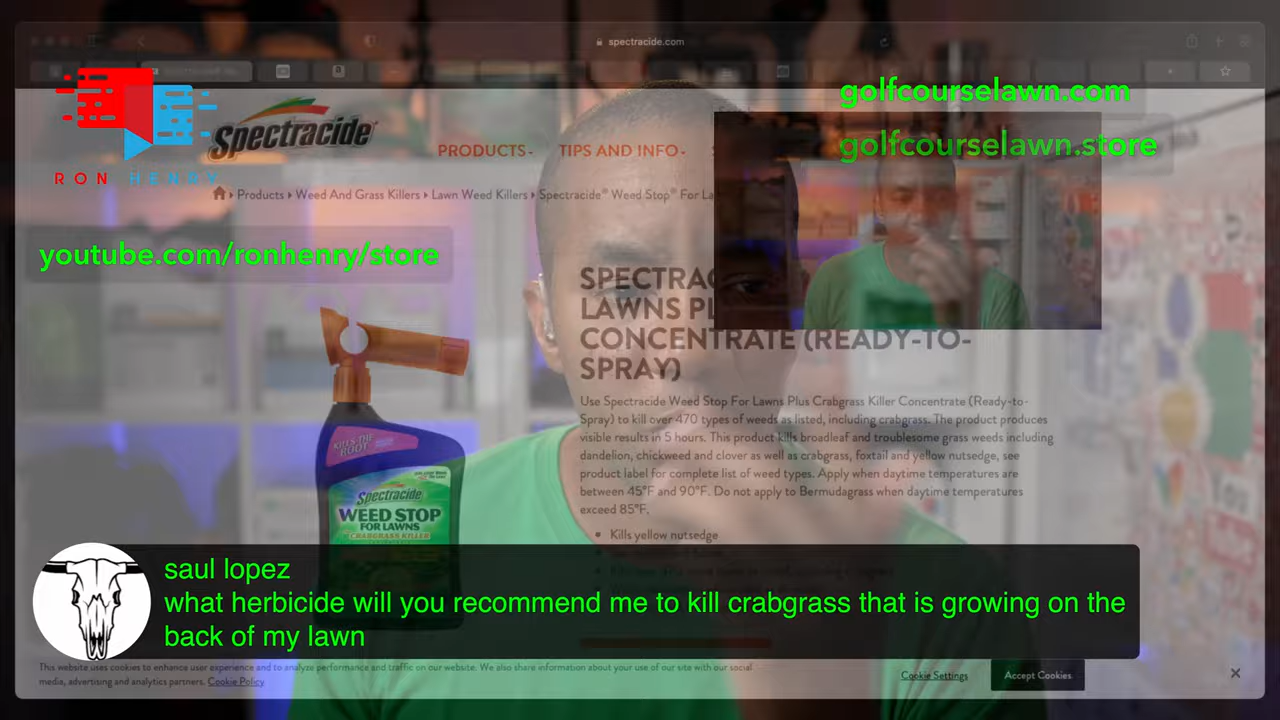 spectracide.com
golfcourselawn.com
golfcourselawn.store
RON HENRY
Spectracide®
PRODUCTS
TIPS AND INFO
Products
Weed And Grass Killers
Lawn Weed Killers
Spectracide® Weed Stop® For La
youtube.com/ronhenry/store
SPECTRAC
LAWNS PL
CONCENTRATE (READY-TO-
SPRAY)
Use Spectracide Weed Stop For Lawns Plus Crabgrass Killer Concentrate (Ready-to-
Spray) to kill over 470 types of weeds as listed, including crabgrass. The product produces
visible results in 5 hours. This product kills broadleaf and troublesome grass weeds including
dandelion, chickweed and clover as well as crabgrass, foxtail and yellow nutsedge, see
product label for complete list of weed types. Apply when daytime temperatures are
between 45°F and 90°F. Do not apply to Bermudagrass when daytime temperatures
exceed 85°F.
Kills yellow nutsedge
KILLS THE
ROOT
Spectracide
WEED STOP
FOR LAWNS
CRABGRASS KILLER
saul lopez
what herbicide will you recommend me to kill crabgrass that is growing on the
back of my lawn
This website uses cookies to enhance user experience and to analyze performance and traffic on our website. We also share information about your use of our site with our social
media, advertising and analytics partners. Cookie Policy
Cookie Settings
Accept Cookies